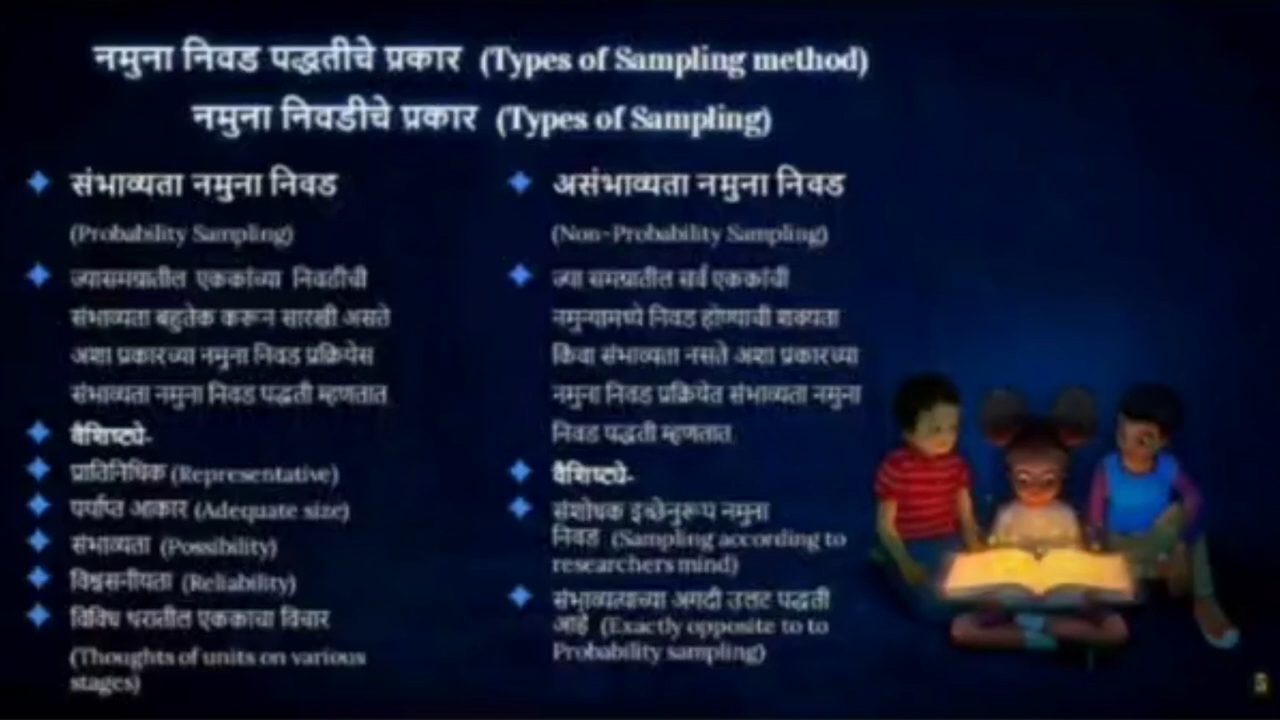 नमुना निवड पद्धतीचे प्रकार (Types of Sampling method)
नमुना निवडीचे प्रकार (Types of Sampling)
संभाव्यता नमुना निवड
(Probability Sampling)
ज्यासमग्रातील एककांच्या निवडीची
संभाव्यता बहुतेक करून सारखी असते
अशा प्रकारच्या नमुना निवड प्रक्रियेस
संभाव्यता नमुना निवड पद्धती म्हणतात
वैशिष्ट्ये-
प्रातिनिधिक (Representative)
पर्याप्त आकार (Adequate size)
संभाव्यता (Possibility)
विश्वसनीयता (Reliability)
विविध थरातील एककाचा विचार
(Thoughts of units on various
stages)
असंभाव्यता नमुना निवड
(Non-Probability Sampling)
ज्या समग्रातील सर्व एककांची
नमुन्यामध्ये निवड होण्याची शक्यता
किंवा संभाव्यता नसते अशा प्रकारच्या
नमुना निवड प्रक्रियेत संभाव्यता नमुना
निवड पद्धती म्हणतात
वैशिष्ट्ये-
संशोधक इच्छेनुरूप नमुना
निवड (Sampling according to
researchers mind)
संभाव्यत्याच्या अगदी उलट पद्धती
आहे (Exactly opposite to to
Probability sampling)
5